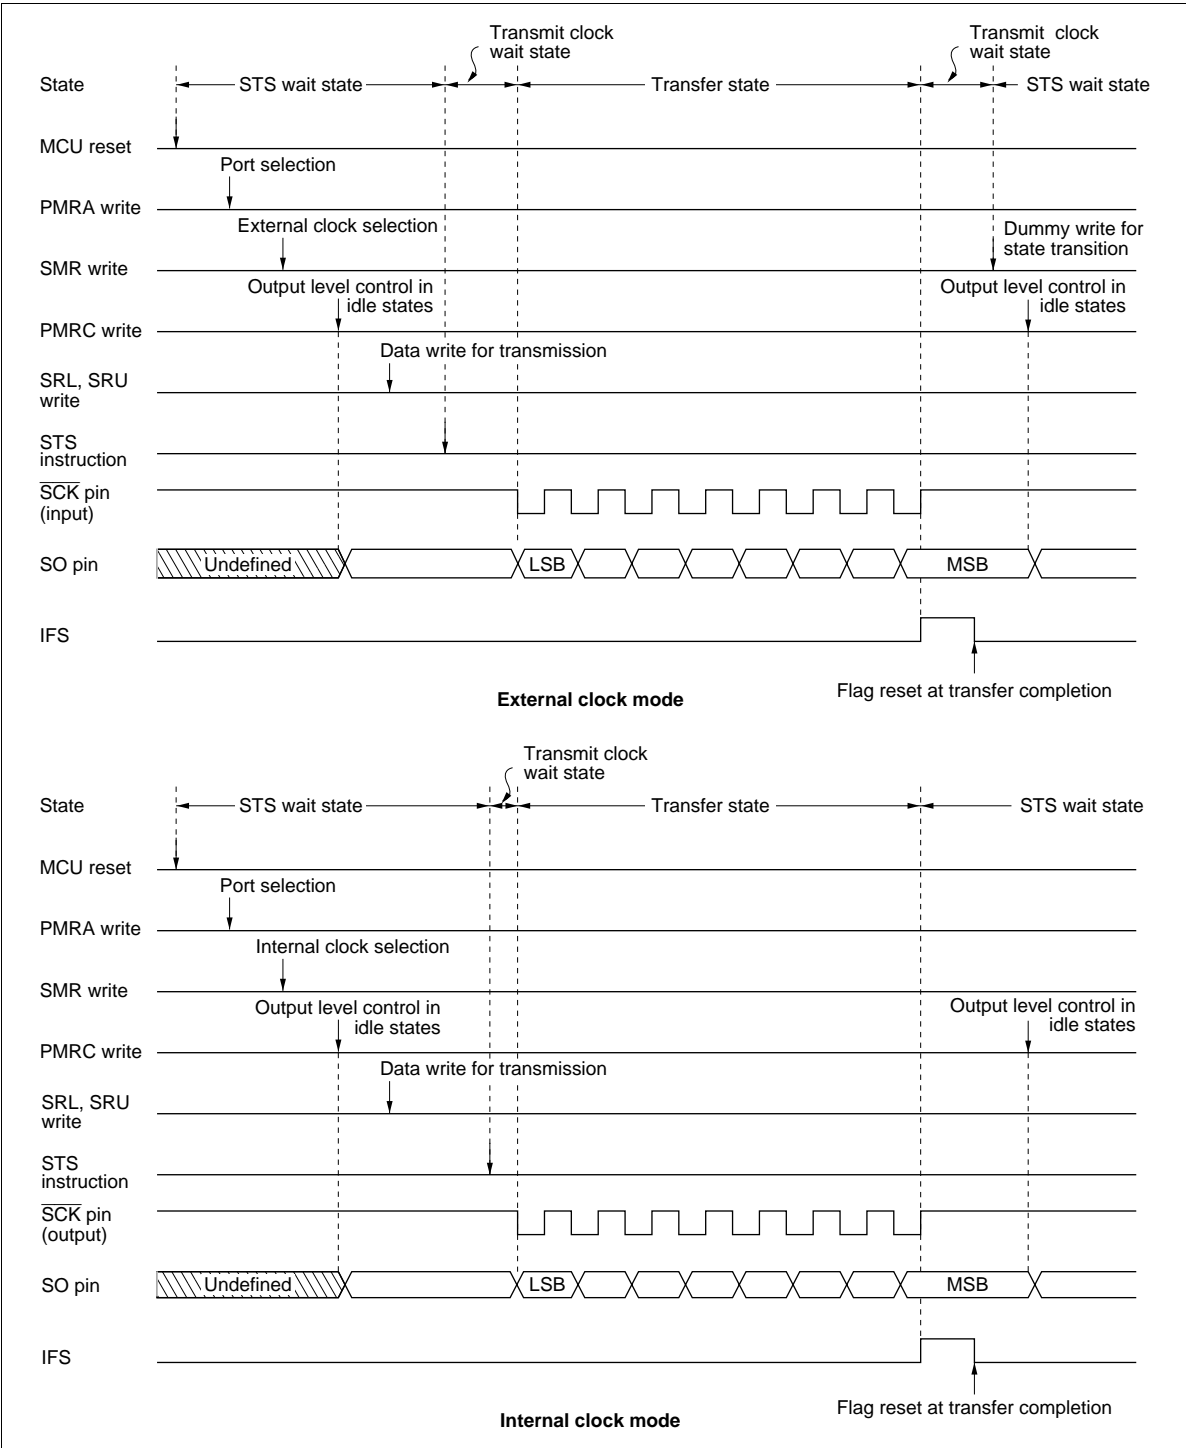 Transmit clock
wait state
Transmit clock
wait state
State
STS wait state
Transfer state
STS wait state
MCU reset
Port selection
PMRA write
External clock selection
Dummy write for
state transition
SMR write
Output level control in
idle states
Output level control in
idle states
PMRC write
Data write for transmission
SRL, SRU
write
STS
instruction
SCK pin
(input)
SO pin
Undefined
LSB
MSB
IFS
Flag reset at transfer completion
External clock mode
Transmit clock
wait state
State
STS wait state
Transfer state
STS wait state
MCU reset
Port selection
PMRA write
Internal clock selection
SMR write
Output level control in
idle states
Output level control in
idle states
PMRC write
Data write for transmission
SRL, SRU
write
STS
instruction
SCK pin
(output)
SO pin
Undefined
LSB
MSB
IFS
Flag reset at transfer completion
Internal clock mode